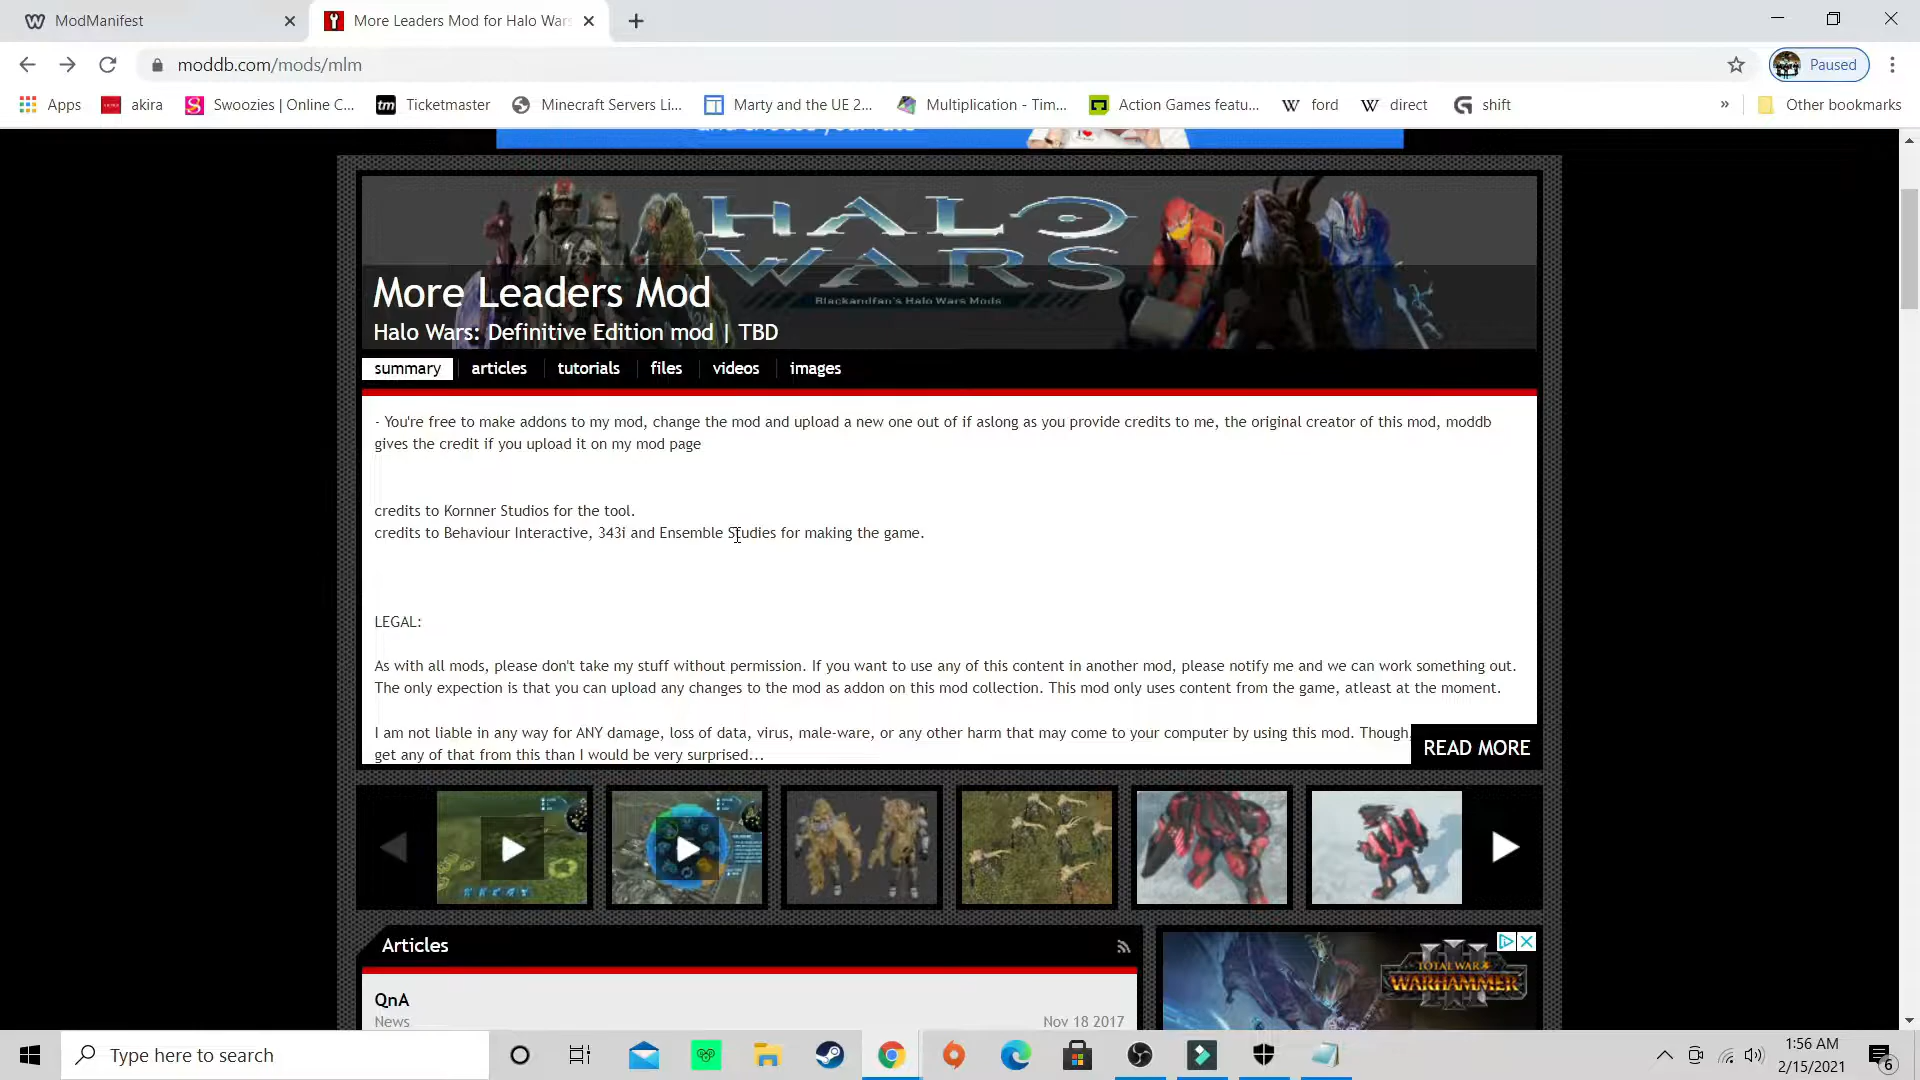 ModManifest
More Leaders Mod for Halo Wars
moddb.com/mods/mlm
Paused
Apps
akira
Swoozies | Online C...
tm Ticketmaster
Minecraft Servers Li...
Marty and the UE 2...
Multiplication - Tim...
Action Games featu...
W ford
W direct
shift
»
Other bookmarks
HALO
WARS
Blackandfan's Halo Wars Mods
More Leaders Mod
Halo Wars: Definitive Edition mod | TBD
summary
articles
tutorials
files
videos
images
- You're free to make addons to my mod, change the mod and upload a new one out of if aslong as you provide credits to me, the original creator of this mod, moddb
gives the credit if you upload it on my mod page
credits to Kornner Studios for the tool.
credits to Behaviour Interactive, 343i and Ensemble Studies for making the game.
LEGAL:
As with all mods, please don't take my stuff without permission. If you want to use any of this content in another mod, please notify me and we can work something out.
The only expection is that you can upload any changes to the mod as addon on this mod collection. This mod only uses content from the game, atleast at the moment.
I am not liable in any way for ANY damage, loss of data, virus, male-ware, or any other harm that may come to your computer by using this mod. Though,
get any of that from this than I would be very surprised...
READ MORE
Articles
QnA
News
Nov 18 2017
TOTAL WAR
WARHAMMER
III
Type here to search
1:56 AM
2/15/2021
6